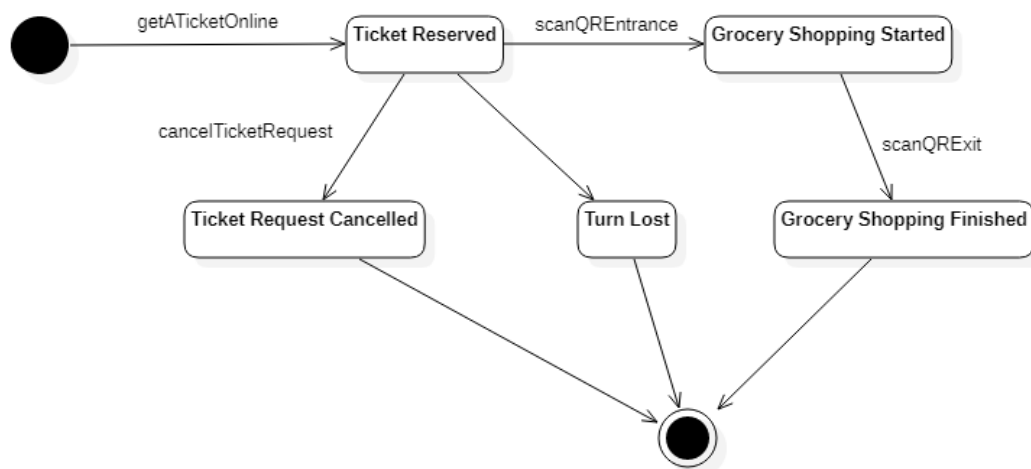 getATicketOnline
Ticket Reserved
scanQREntrance
Grocery Shopping Started
cancelTicketRequest
scanQRExit
Ticket Request Cancelled
Turn Lost
Grocery Shopping Finished